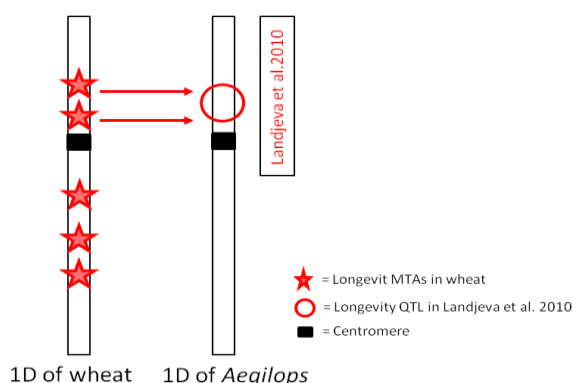 Landjeva et al.2010
= Longevit MTAs in wheat
= Longevity QTL in Landjeva et al. 2010
= Centromere
1D of wheat
1D of Aegilops